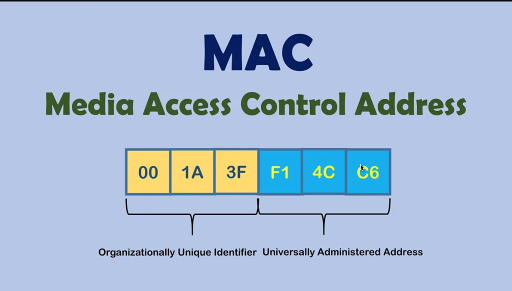 MAC
Media Access Control Address
00 1A 3F F1 4C C6
Organizationally Unique Identifier Universally Administered Address